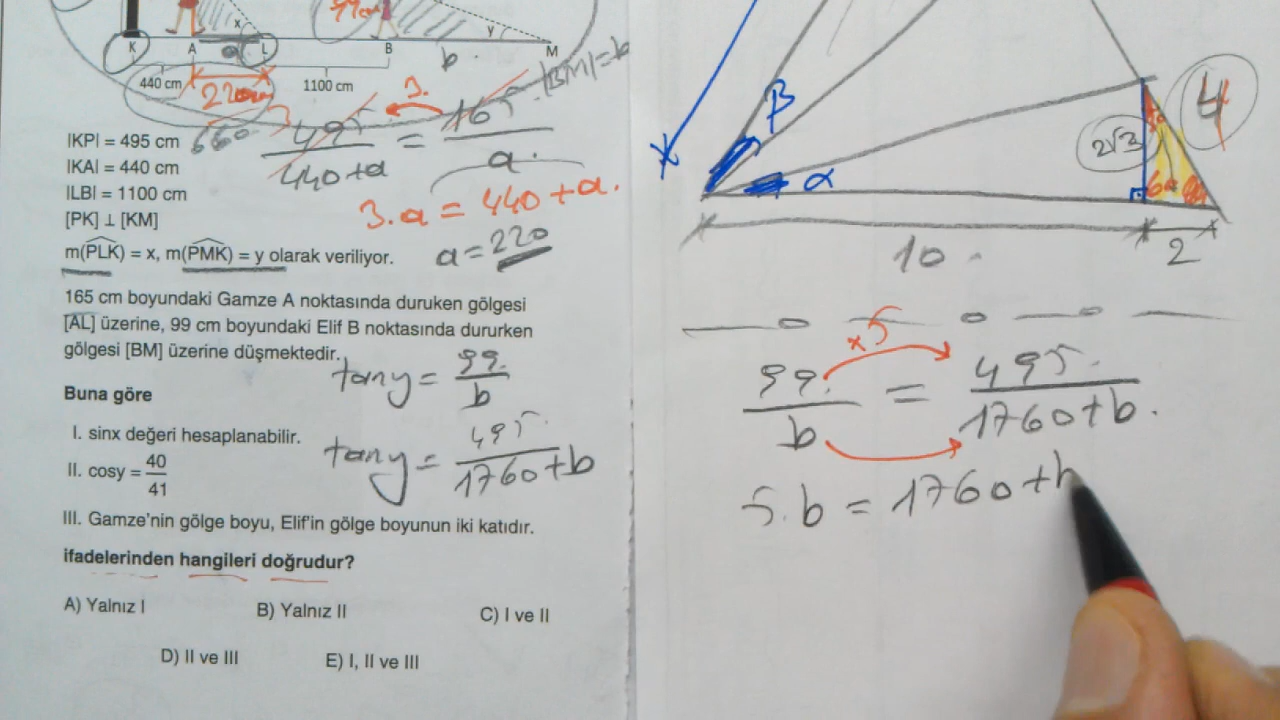 x
y
K
A
a
L
B
b
M
440 cm
220cm
1100 cm
|BM|=b
660
495/440+a = 165/a
3.
IKPI = 495 cm
IKAI = 440 cm
ILBI = 1100 cm
[PK] ⊥ [KM]
3.a = 440+a.
a=220
m(PLK) = x, m(PMK) = y olarak veriliyor.
165 cm boyundaki Gamze A noktasında duruken gölgesi
[AL] üzerine, 99 cm boyundaki Elif B noktasında dururken
gölgesi [BM] üzerine düşmektedir.
tany = 99/b
Buna göre
I. sinx değeri hesaplanabilir.
tany = 495/1760+b
II. cosy = 40/41
III. Gamze'nin gölge boyu, Elif'in gölge boyunun iki katıdır.
ifadelerinden hangileri doğrudur?
A) Yalnız I
B) Yalnız II
C) I ve II
D) II ve III
E) I, II ve III
β
4
2√3
α
10
2
x5
99/b = 495/1760+b.
5.b = 1760+b